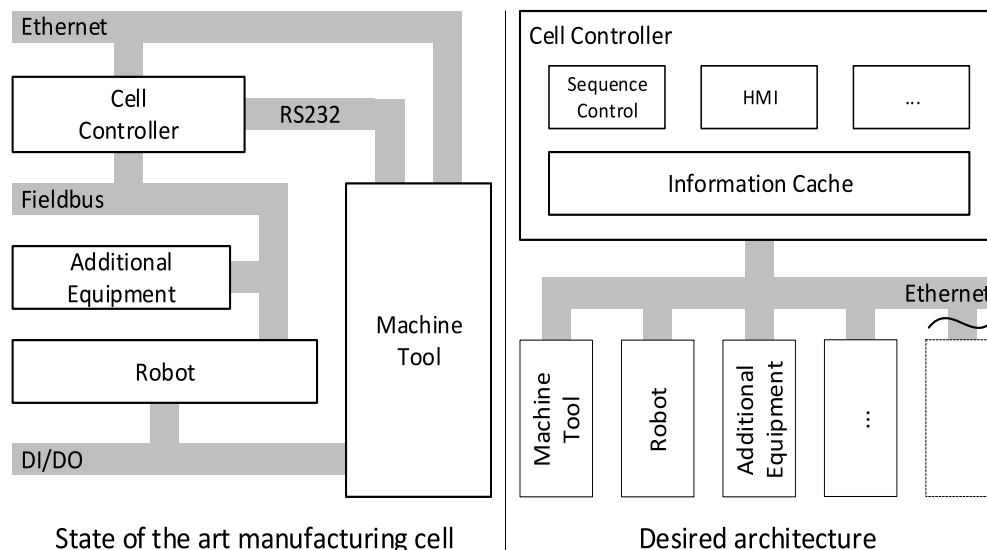 Ethernet
Cell
Controller
RS232
Fieldbus
Additional
Equipment
Machine
Tool
Robot
DI/DO
State of the art manufacturing cell
Cell Controller
Sequence
Control
HMI
...
Information Cache
Ethernet
Machine
Tool
Robot
Additional
Equipment
...
Desired architecture